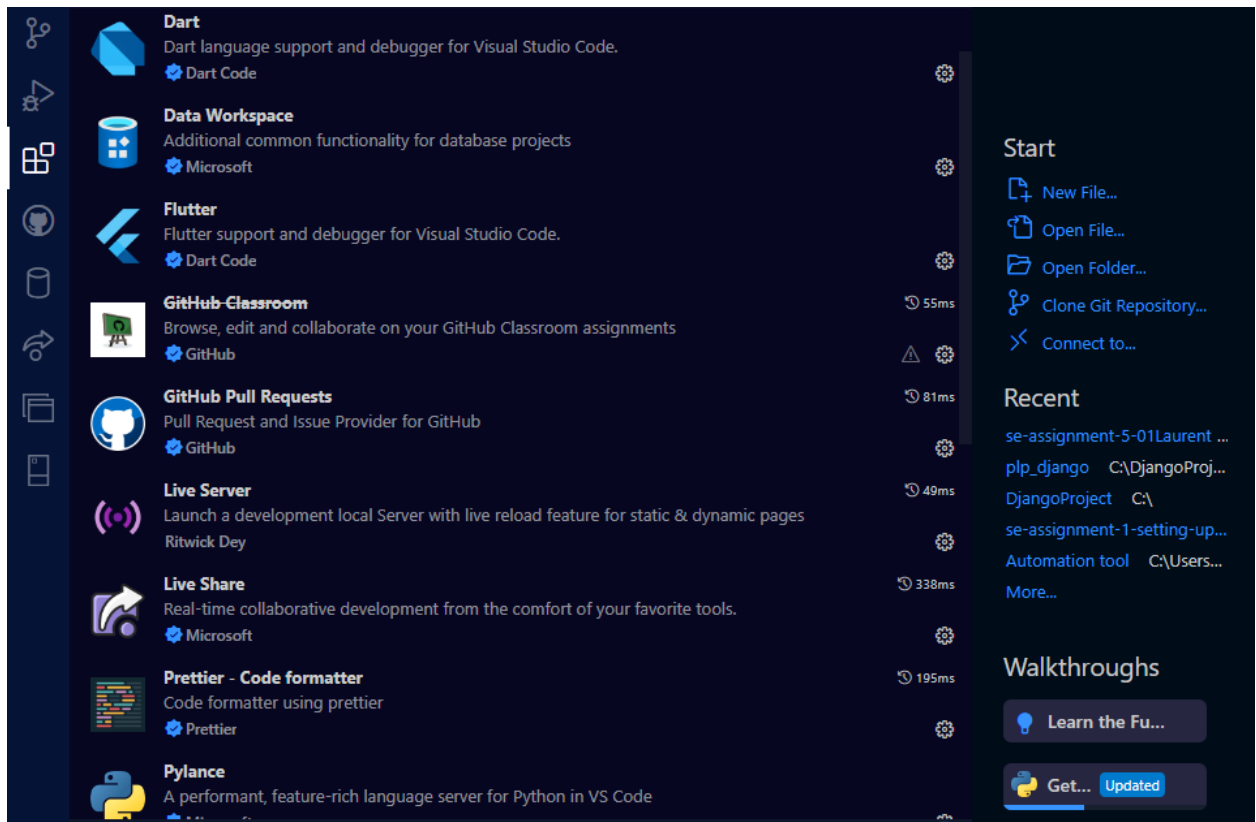 Dart
Dart language support and debugger for Visual Studio Code.
Dart Code
Data Workspace
Additional common functionality for database projects
Microsoft
Flutter
Flutter support and debugger for Visual Studio Code.
Dart Code
GitHub Classroom 55ms
Browse, edit and collaborate on your GitHub Classroom assignments
GitHub
GitHub Pull Requests 81ms
Pull Request and Issue Provider for GitHub
GitHub
Live Server 49ms
Launch a development local Server with live reload feature for static & dynamic pages
Ritwick Dey
Live Share 338ms
Real-time collaborative development from the comfort of your favorite tools.
Microsoft
Prettier - Code formatter 195ms
Code formatter using prettier
Prettier
Pylance
A performant, feature-rich language server for Python in VS Code
Start
New File...
Open File...
Open Folder...
Clone Git Repository...
Connect to...
Recent
se-assignment-5-01Laurent ...
plp_django C:\DjangoProj...
DjangoProject C:\
se-assignment-1-setting-up...
Automation tool C:\Users...
More...
Walkthroughs
Learn the Fu...
Get... Updated